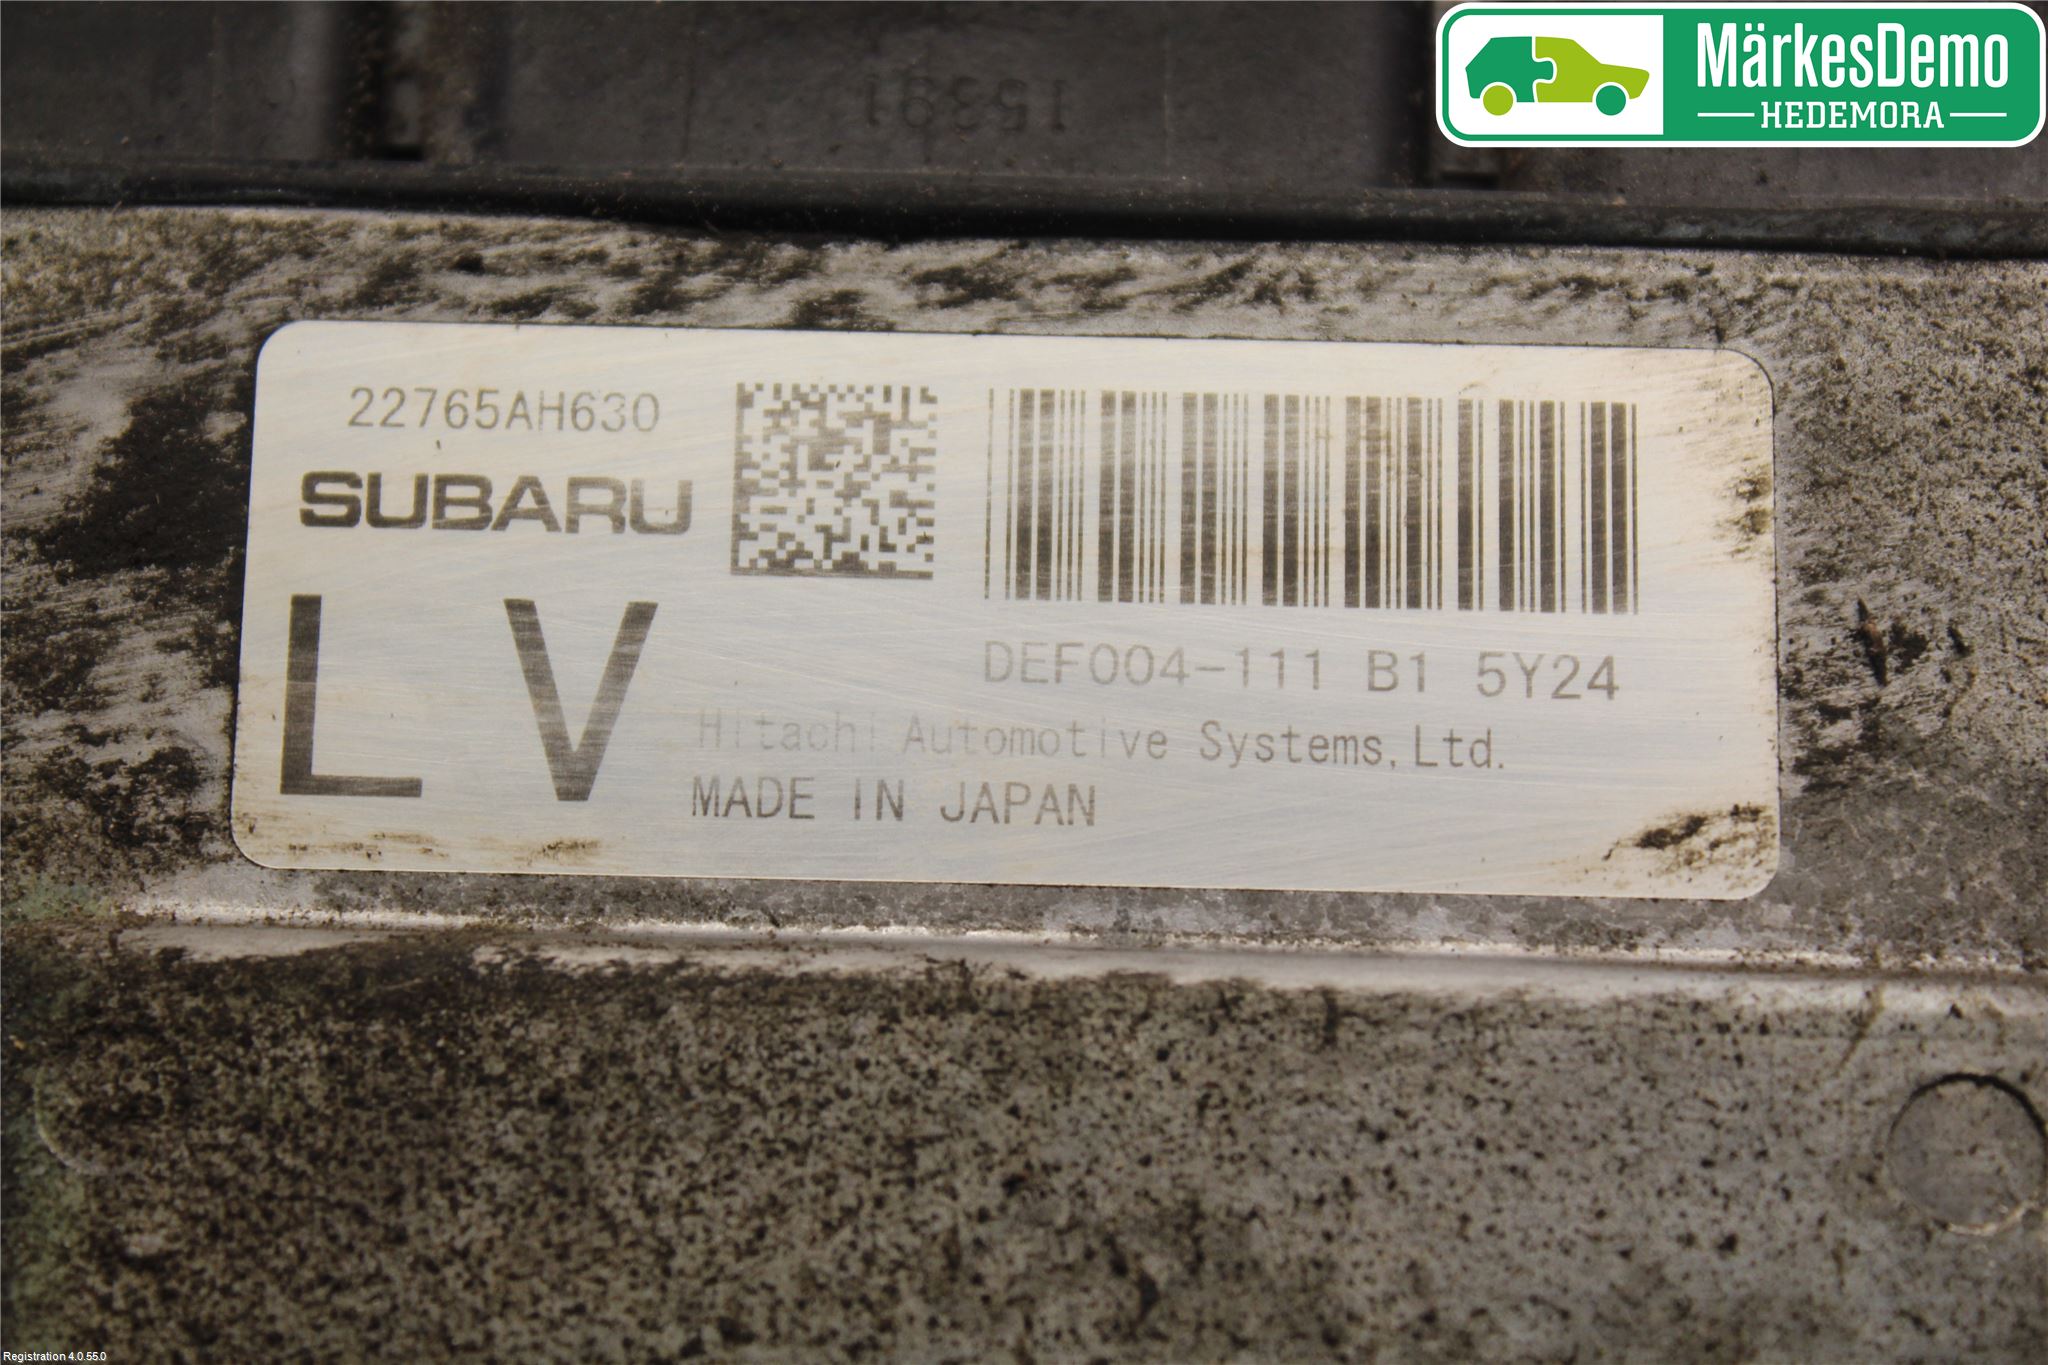 MärkesDemo
HEDEMORA
15391
22765AH630
SUBARU
L V
DEF004-111 B1 5Y24
Hitachi Automotive Systems, Ltd.
MADE IN JAPAN
Registration 4.0.55.0